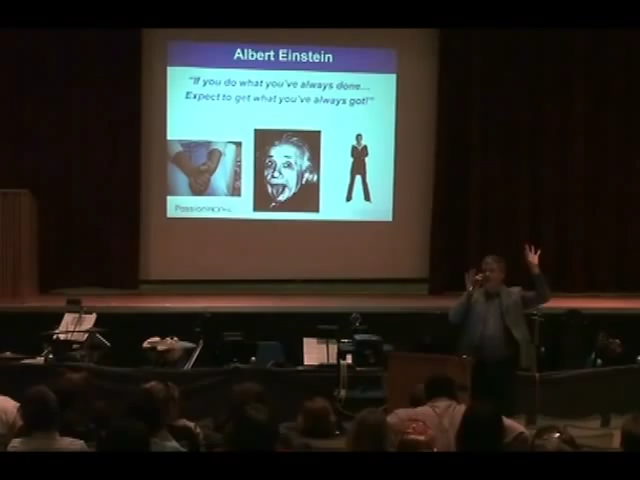 Albert Einstein
"If you do what you've always done...
Expect to get what you've always got!"